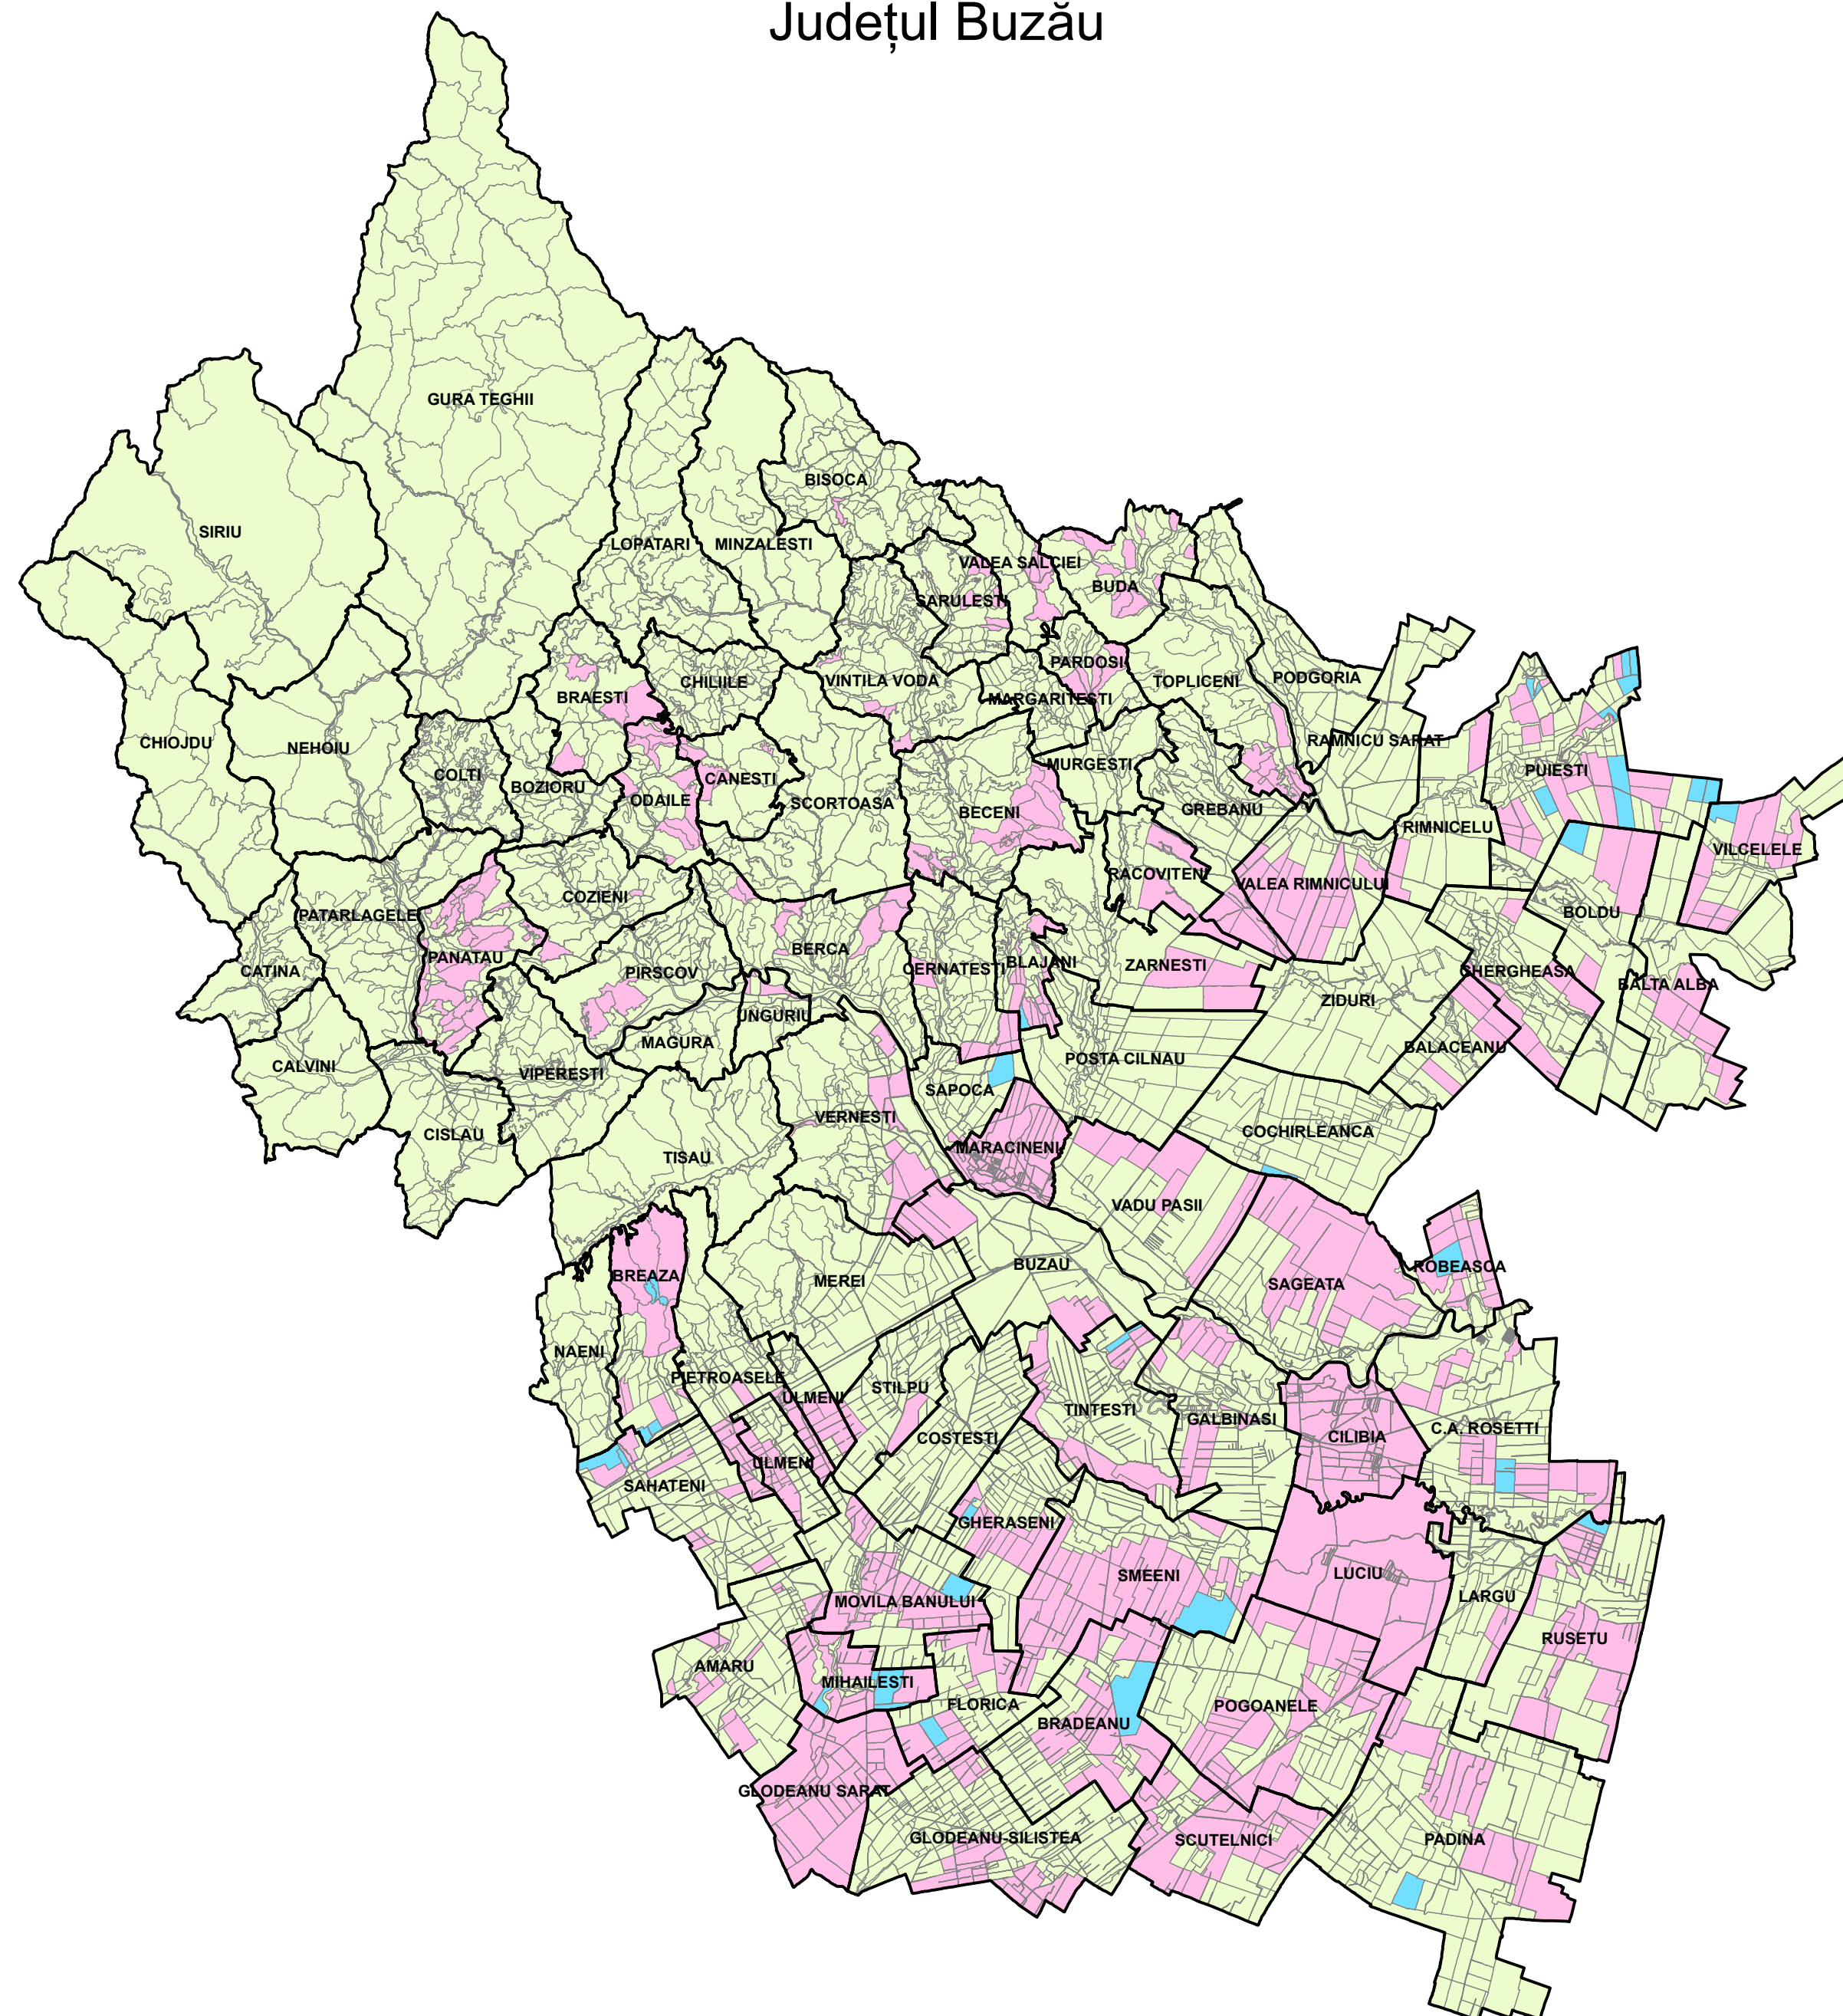 Județul Buzău
GURA TEGHII
BISOCA
SIRIU
LOPATARI
MINZALESTI
VALEA SALCIEI
BUDA
SARULESTI
PARDOSI
BRAESTI
CHILIILE
VINTILA VODA
MARGARITESTI
TOPLICENI
PODGORIA
CHIOJDU
NEHOIU
RAMNICU SARAT
COLTI
BOZIORU
CANESTI
MURGESTI
PUIESTI
ODAILE
SCORTOASA
BECENI
GREBANU
RIMNICELU
VILCELELE
RACOVITENI
VALEA RIMNICULUI
COZIENI
PATARLAGELE
BOLDU
BERCA
PANATAU
CATINA
PIRSCOV
CERNATESTI
BLAJANI
ZARNESTI
GHERGHEASA
BALTA ALBA
ZIDURI
UNGURIU
MAGURA
BALACEANU
POSTA CILNAU
CALVINI
VIPERESTI
SAPOCA
VERNESTI
CISLAU
COCHIRLEANCA
MARACINENI
TISAU
VADU PASII
BUZAU
ROBEASCA
BREAZA
MEREI
SAGEATA
NAENI
PIETROASELE
STILPU
ULMENI
TINTESTI
GALBINASI
C.A. ROSETTI
COSTESTI
CILIBIA
ULMENI
SAHATENI
GHERASENI
SMEENI
LUCIU
LARGU
MOVILA BANULUI
RUSETU
AMARU
MIHAILESTI
FLORICA
POGOANELE
BRADEANU
GLODEANU SARAT
GLODEANU-SILISTEA
SCUTELNICI
PADINA